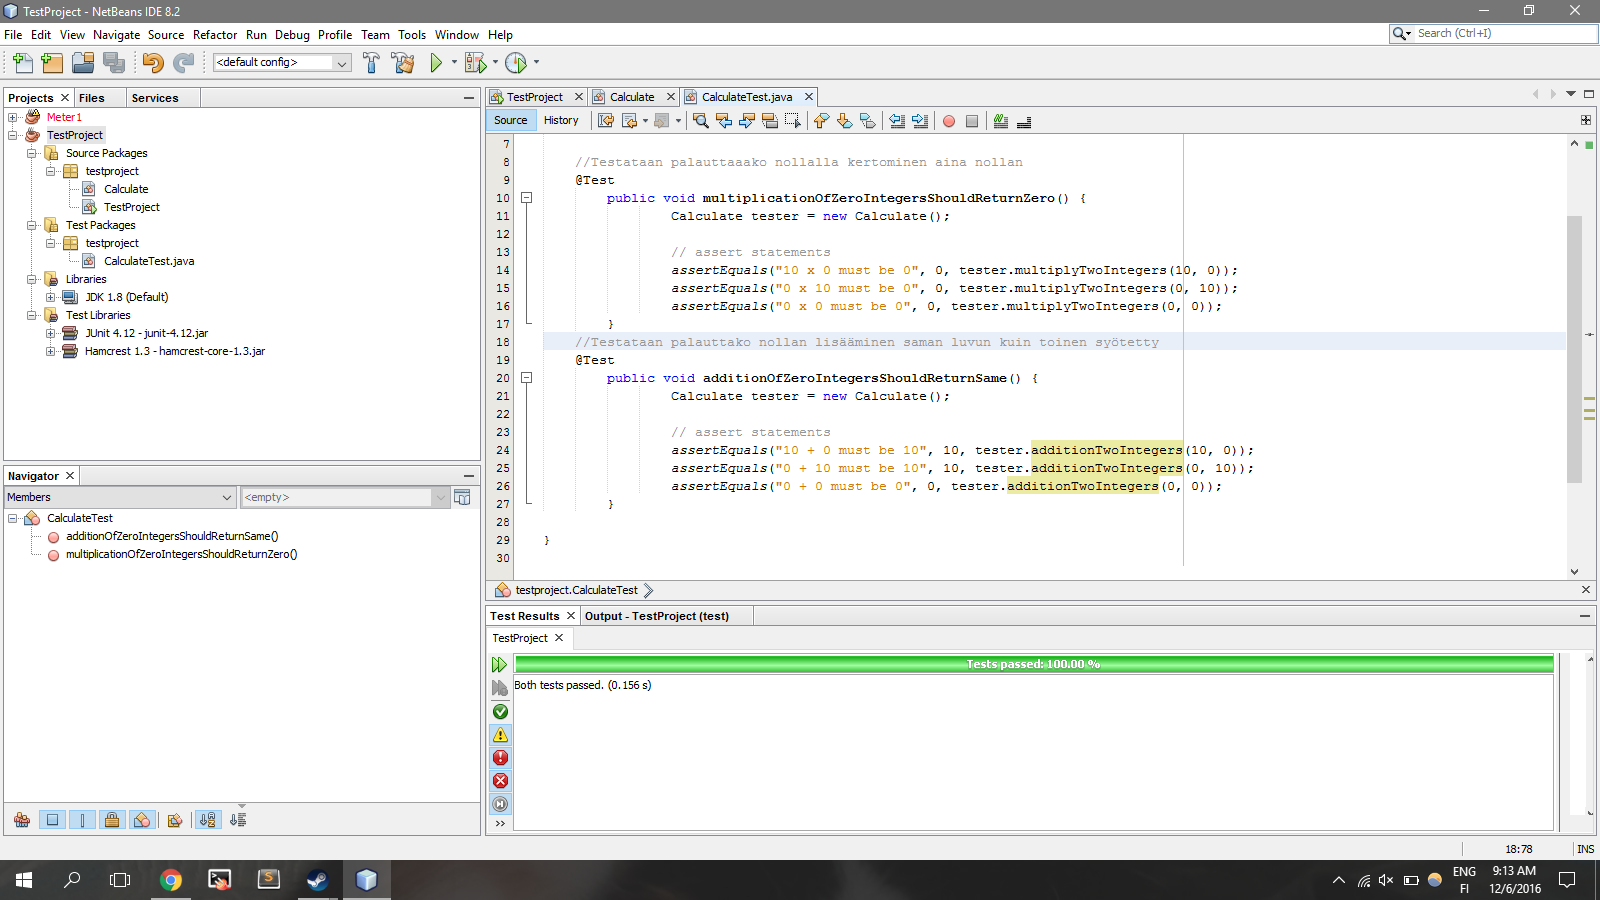 TestProject - NetBeans IDE 8.2
File Edit View Navigate Source Refactor Run Debug Profile Team Tools Window Help
Search (Ctrl+I)
<default config>
Projects Files Services
Meter1
TestProject
Source Packages
testproject
Calculate
TestProject
Test Packages
testproject
CalculateTest.java
Libraries
JDK 1.8 (Default)
Test Libraries
JUnit 4.12 - junit-4.12.jar
Hamcrest 1.3 - hamcrest-core-1.3.jar
Navigator
Members
<empty>
CalculateTest
additionOfZeroIntegersShouldReturnSame()
multiplicationOfZeroIntegersShouldReturnZero()
TestProject Calculate CalculateTest.java
Source History
7
8 //Testataan palauttaaako nollalla kertominen aina nollan
9 @Test
10 public void multiplicationOfZeroIntegersShouldReturnZero() {
11 Calculate tester = new Calculate();
12
13 // assert statements
14 assertEquals("10 x 0 must be 0", 0, tester.multiplyTwoIntegers(10, 0));
15 assertEquals("0 x 10 must be 0", 0, tester.multiplyTwoIntegers(0, 10));
16 assertEquals("0 x 0 must be 0", 0, tester.multiplyTwoIntegers(0, 0));
17 }
18 //Testataan palauttako nollan lisääminen saman luvun kuin toinen syötetty
19 @Test
20 public void additionOfZeroIntegersShouldReturnSame() {
21 Calculate tester = new Calculate();
22
23 // assert statements
24 assertEquals("10 + 0 must be 10", 10, tester.additionTwoIntegers(10, 0));
25 assertEquals("0 + 10 must be 10", 10, tester.additionTwoIntegers(0, 10));
26 assertEquals("0 + 0 must be 0", 0, tester.additionTwoIntegers(0, 0));
27 }
28
29 }
30
testproject.CalculateTest
Test Results Output - TestProject (test)
TestProject
Tests passed: 100.00 %
Both tests passed. (0.156 s)
18:78 INS
ENG
FI
9:13 AM
12/6/2016